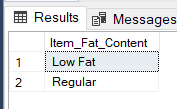 Results Messages
Item_Fat_Content
1 Low Fat
2 Regular